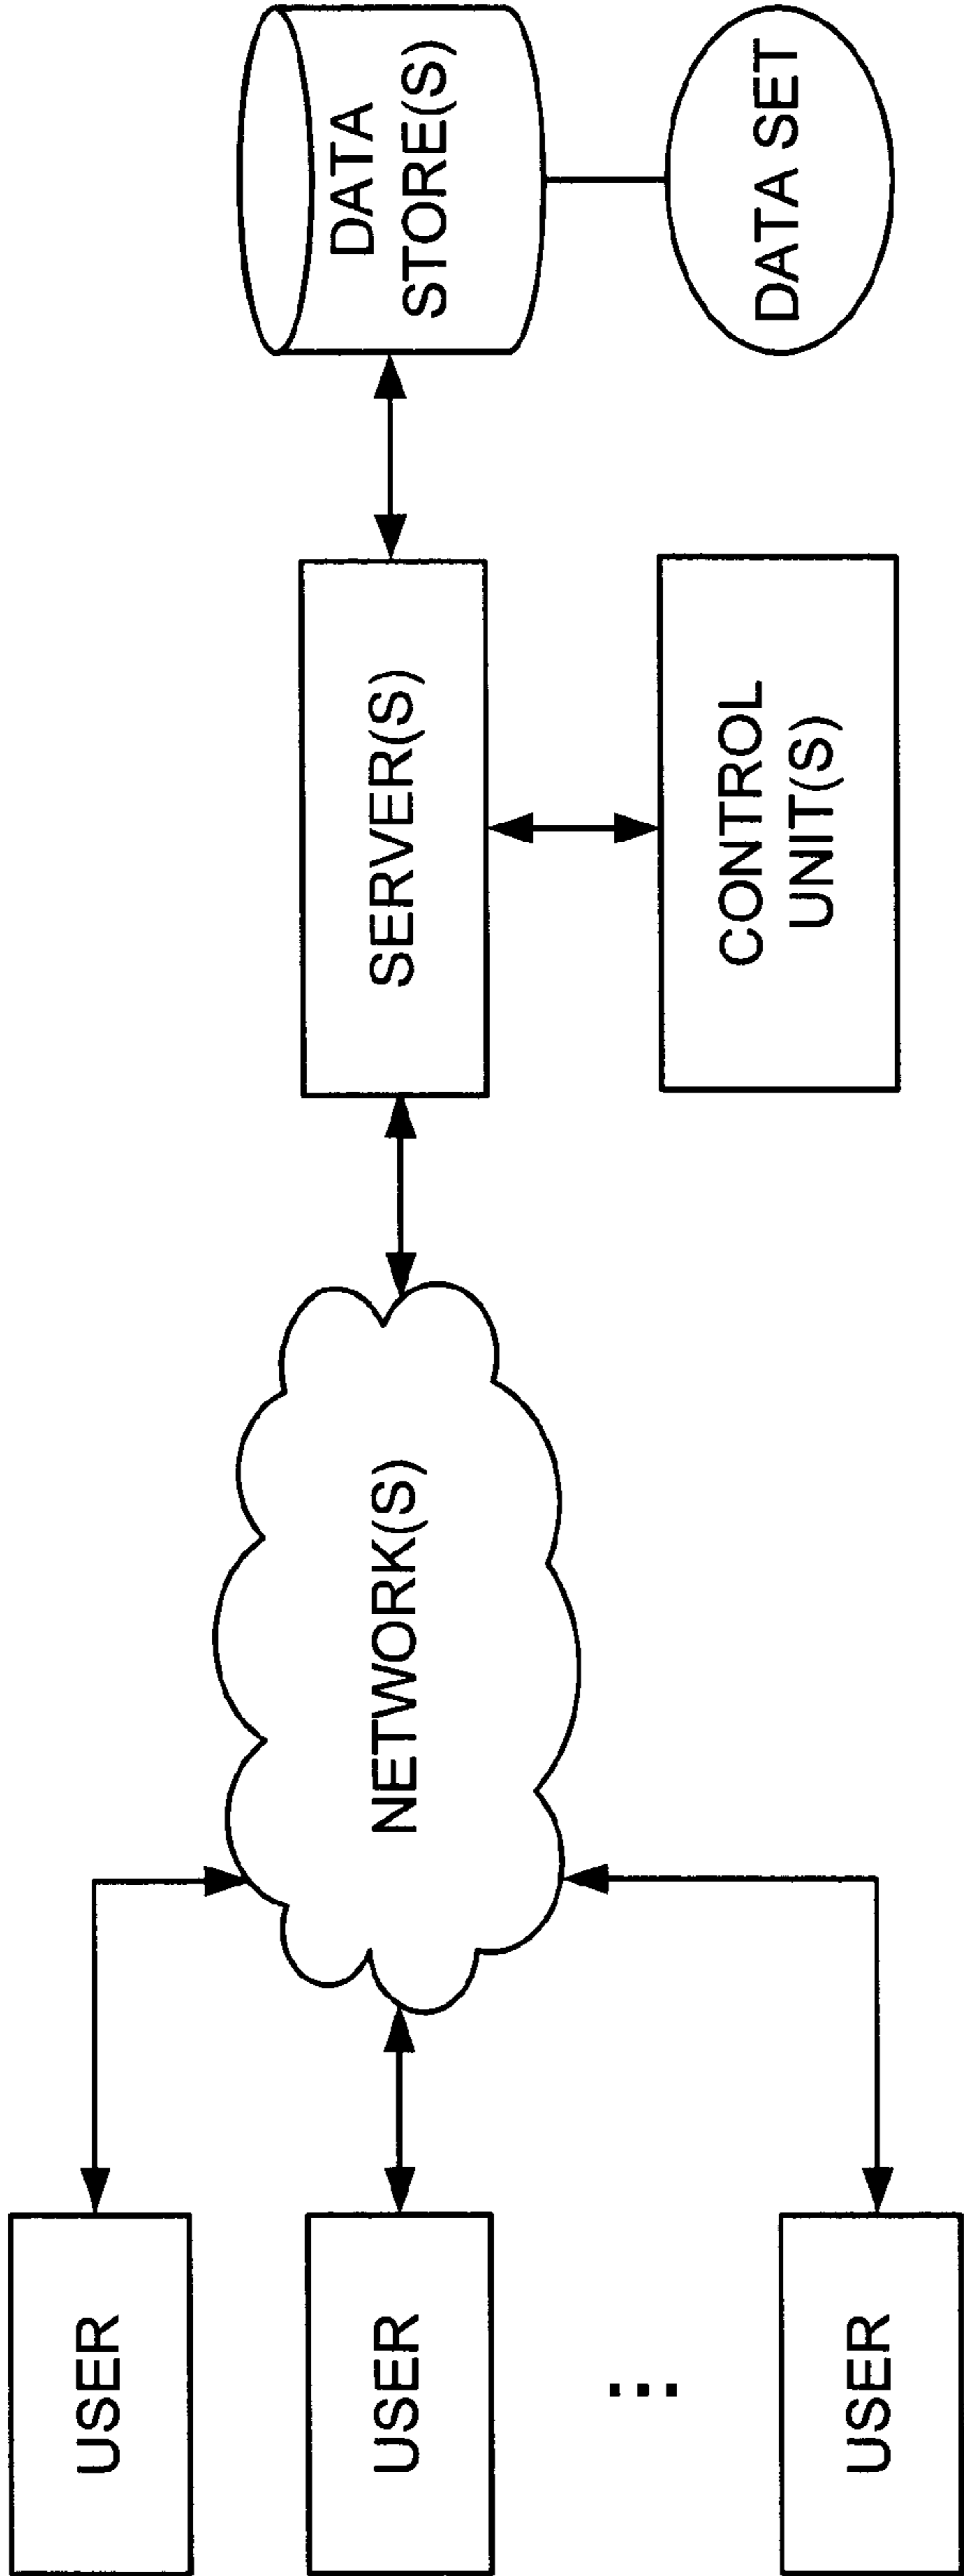 USER
USER
...
USER
NETWORK(S)
SERVER(S)
CONTROL
UNIT(S)
DATA
STORE(S)
DATA SET